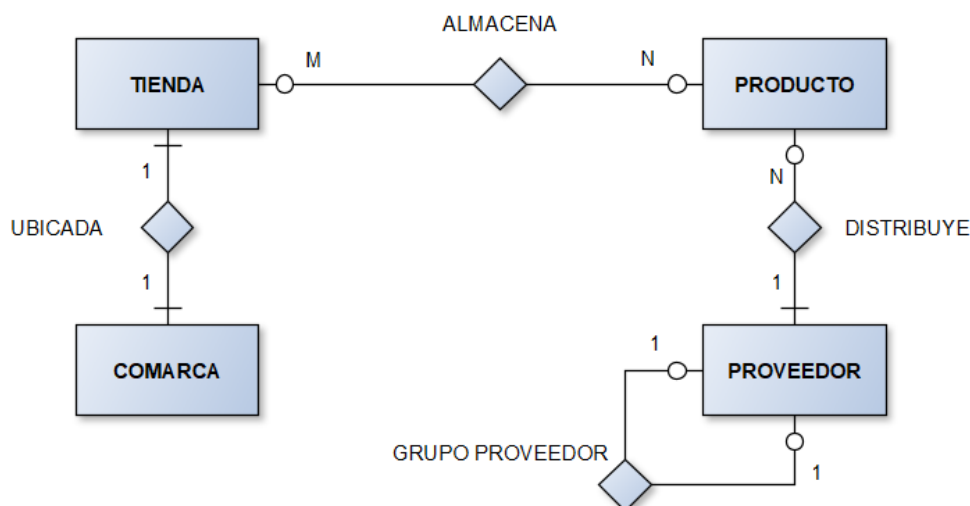 ALMACENA
TIENDA
M
N
PRODUCTO
1
N
UBICADA
DISTRIBUYE
1
1
COMARCA
1
PROVEEDOR
GRUPO PROVEEDOR
1